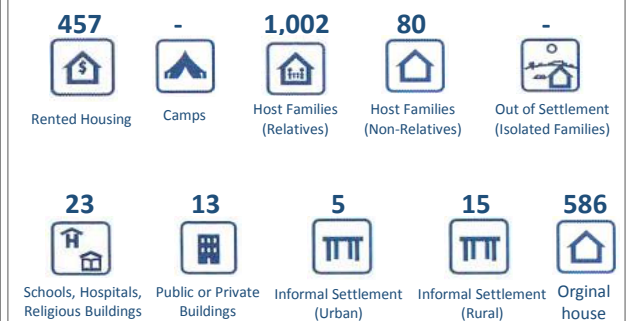 457 - 1,002 80 -
$
Rented Housing Camps Host Families Host Families Out of Settlement
(Relatives) (Non-Relatives) (Isolated Families)
23 13 5 15 586
H
Schools, Hospitals, Public or Private Informal Settlement Informal Settlement Orginal
Religious Buildings Buildings (Urban) (Rural) house